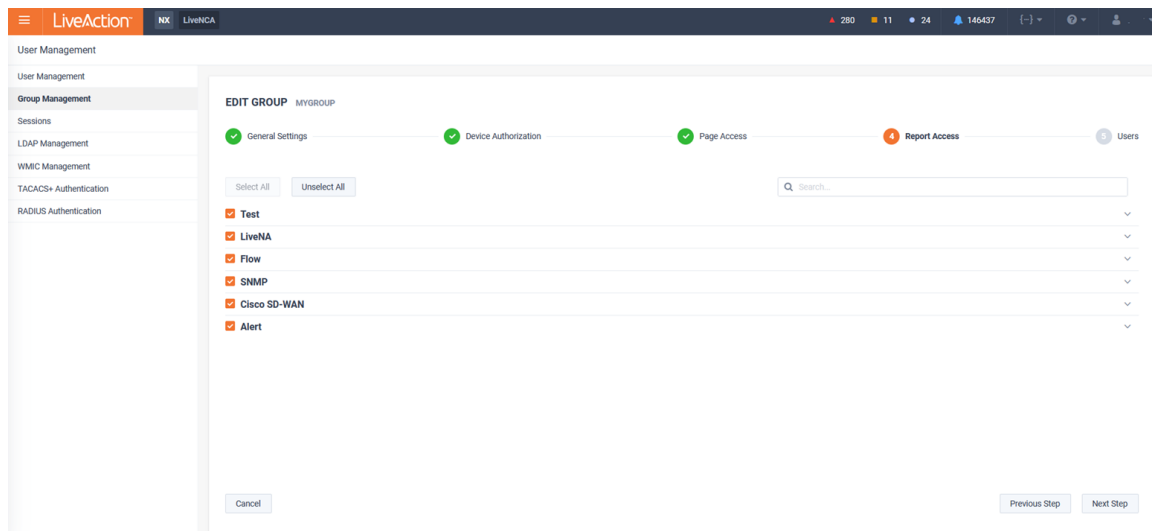 LiveAction NX LiveNCA 280 11 24 146437 {--}
User Management
User Management
Group Management
Sessions
LDAP Management
WMIC Management
TACACS+ Authentication
RADIUS Authentication
EDIT GROUP MYGROUP
General Settings Device Authorization Page Access 4 Report Access 5 Users
Select All Unselect All Search...
Test
LiveNA
Flow
SNMP
Cisco SD-WAN
Alert
Cancel Previous Step Next Step